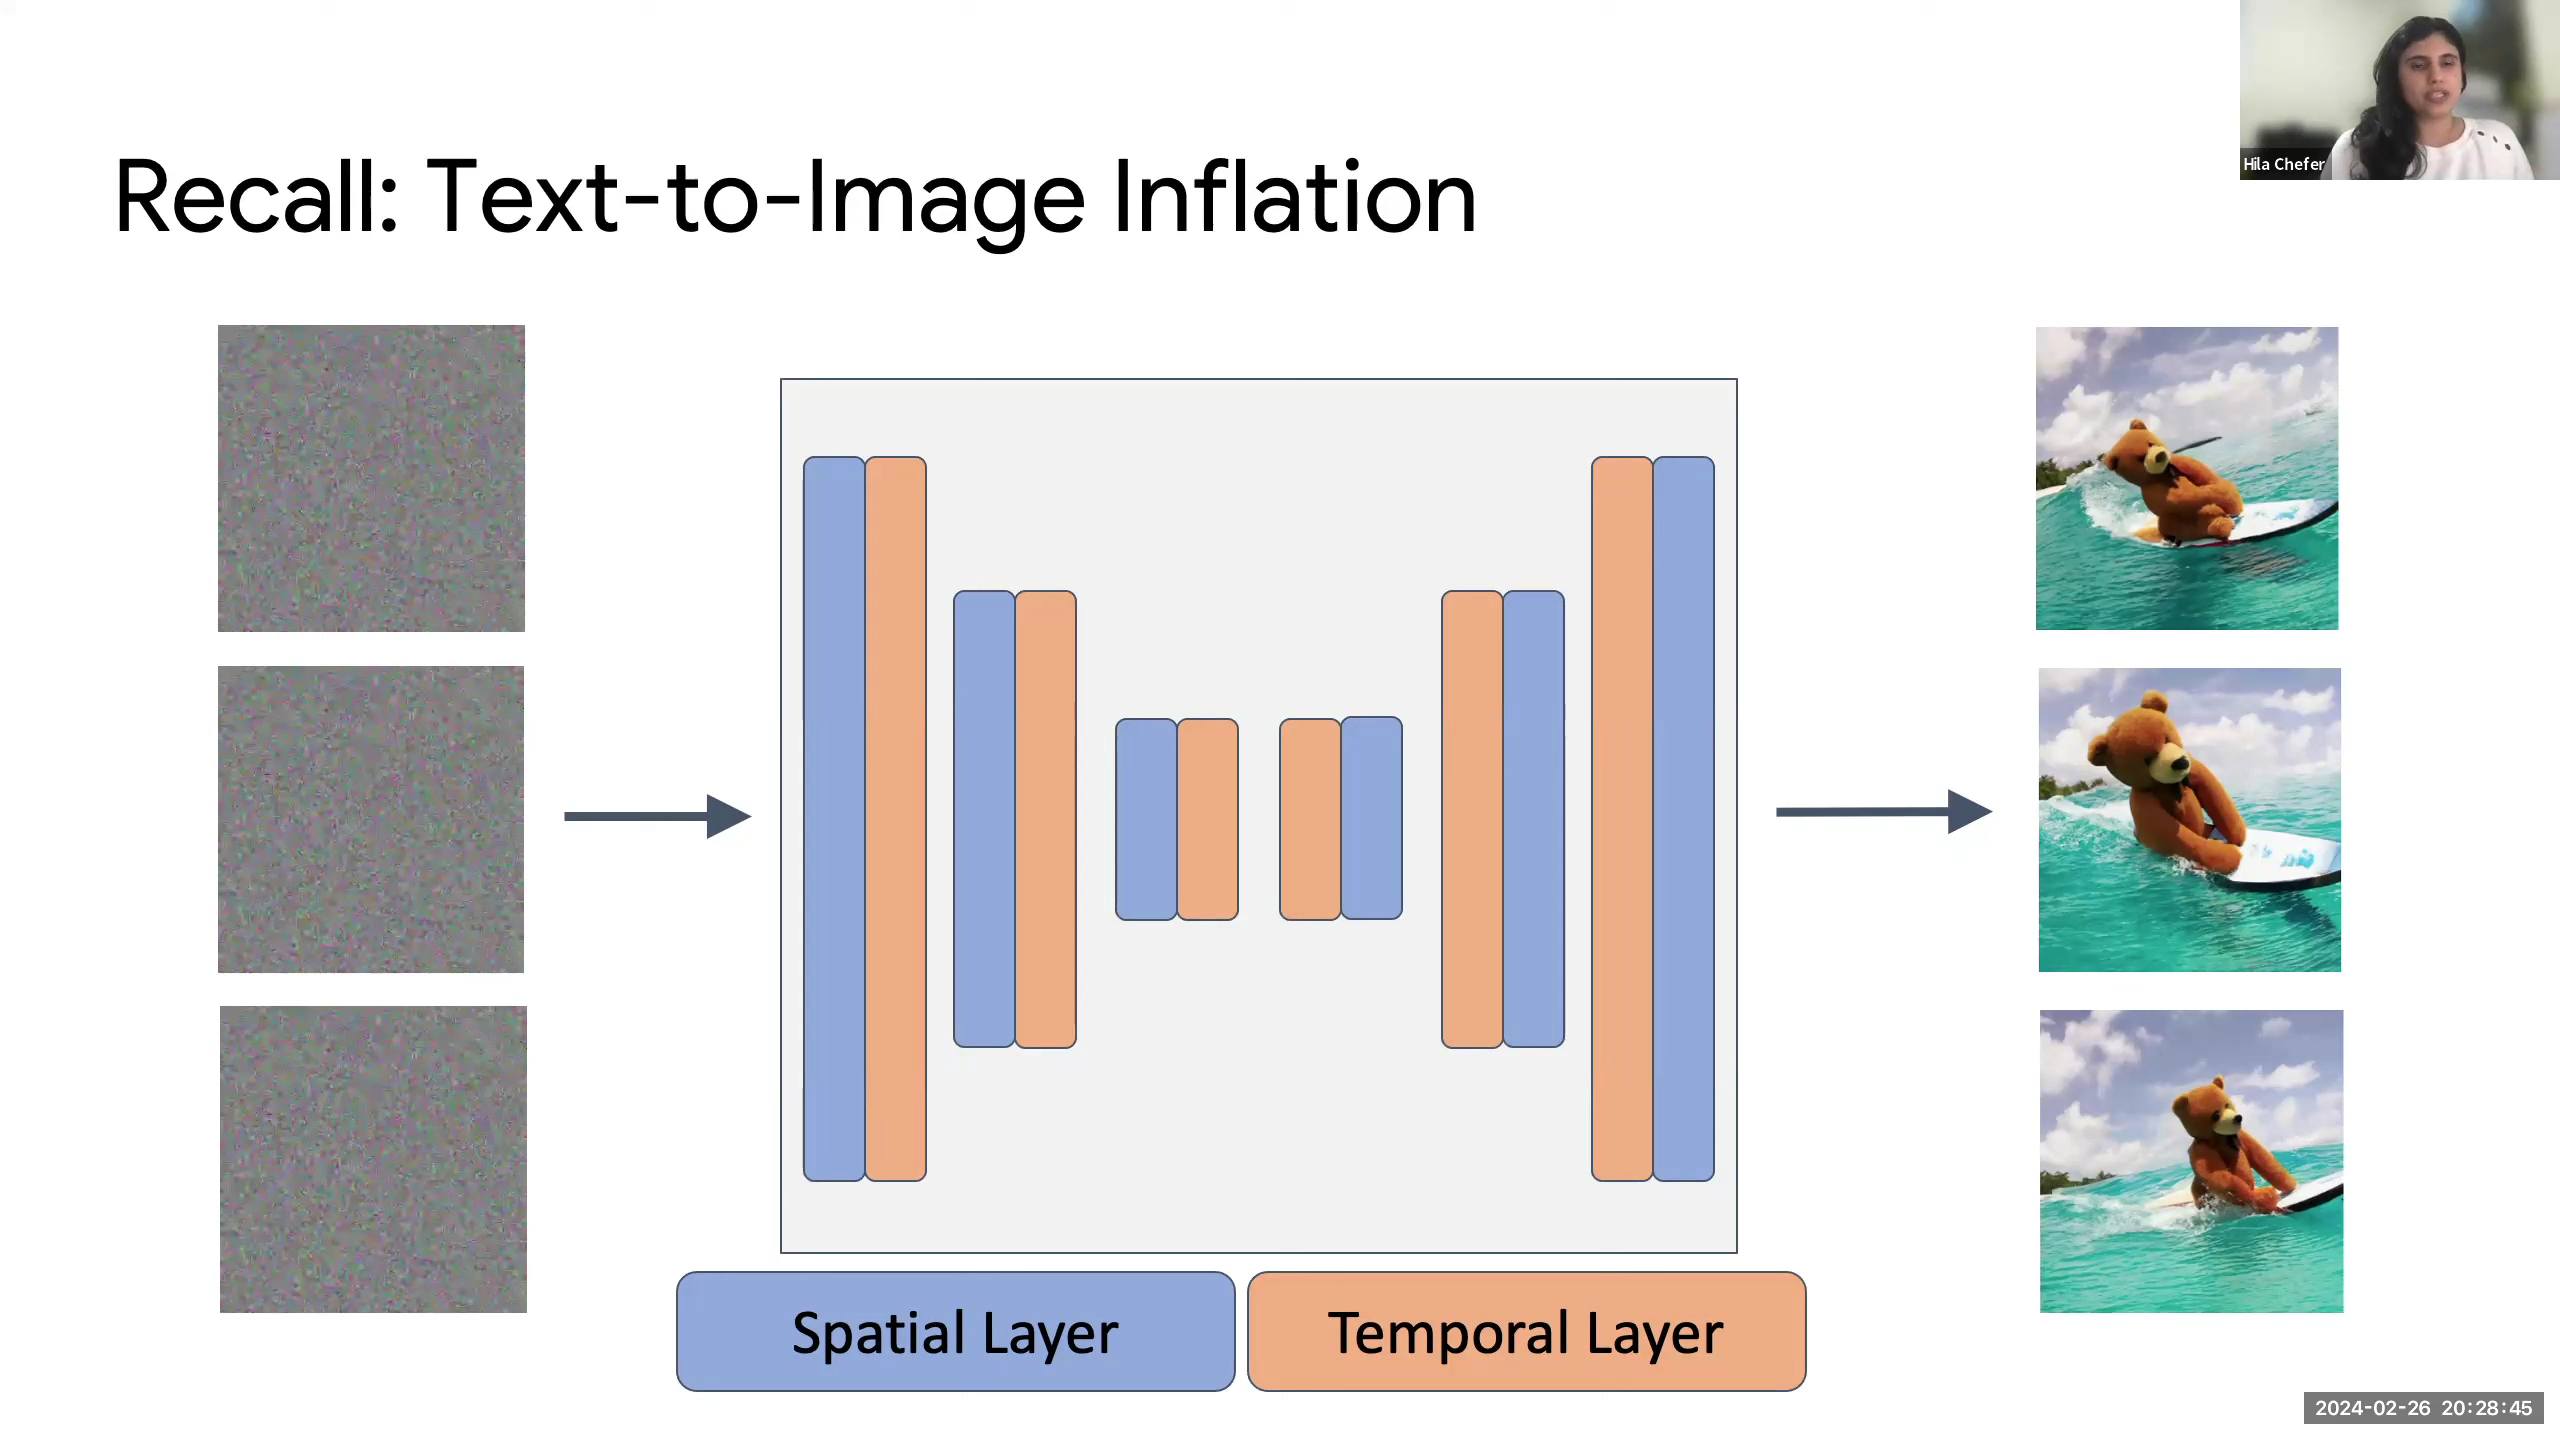 Recall: Text-to-Image Inflation
Hila Chefer
Spatial Layer
Temporal Layer
2024-02-26 20:28:45